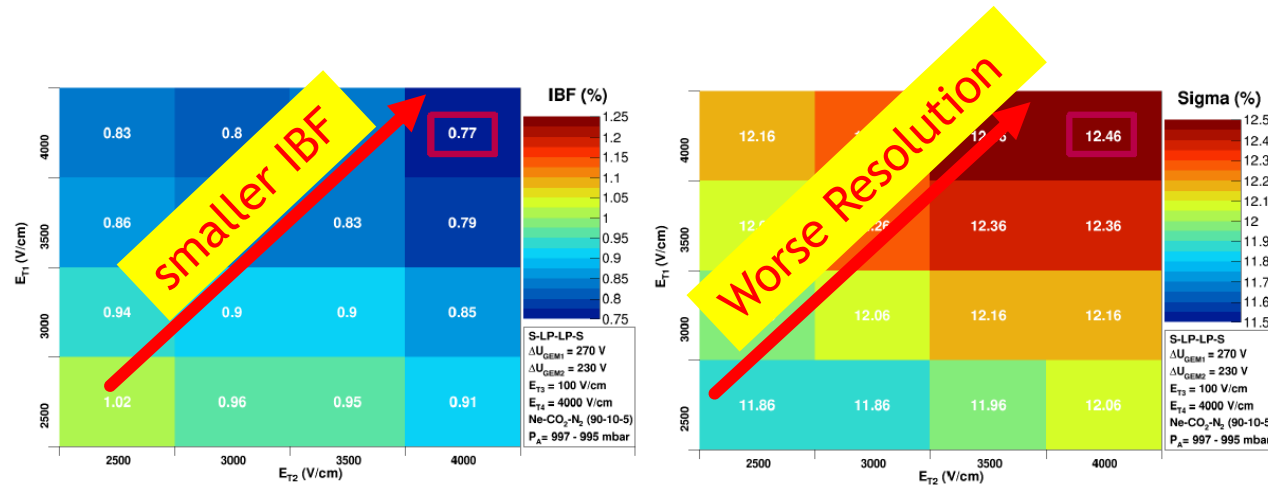 IBF (%)
0.83 0.8 0.77
0.86 0.83 0.79
0.94 0.9 0.9 0.85
1.02 0.96 0.95 0.91
4000
3500
3000
2500
E_T1 (V/cm)
2500 3000 3500 4000
E_T2 (V/cm)
1.25
1.2
1.15
1.1
1.05
1
0.95
0.9
0.85
0.8
0.75
S-LP-LP-S
ΔU_GEM1 = 270 V
ΔU_GEM2 = 230 V
E_T3 = 100 V/cm
E_T4 = 4000 V/cm
Ne-CO₂-N₂ (90-10-5)
P_A= 997 - 995 mbar
smaller IBF
Sigma (%)
12.16 12.46
12.36 12.36
12.06 12.16 12.16
11.86 11.86 11.96 12.06
4000
3500
3000
2500
E_T1 (V/cm)
2500 3000 3500 4000
E_T2 (V/cm)
12.5
12.4
12.3
12.2
12.1
12
11.9
11.8
11.7
11.6
11.5
S-LP-LP-S
ΔU_GEM1 = 270 V
ΔU_GEM2 = 230 V
E_T3 = 100 V/cm
E_T4 = 4000 V/cm
Ne-CO₂-N₂ (90-10-5
P_A= 997 - 995 mbar
Worse Resolution